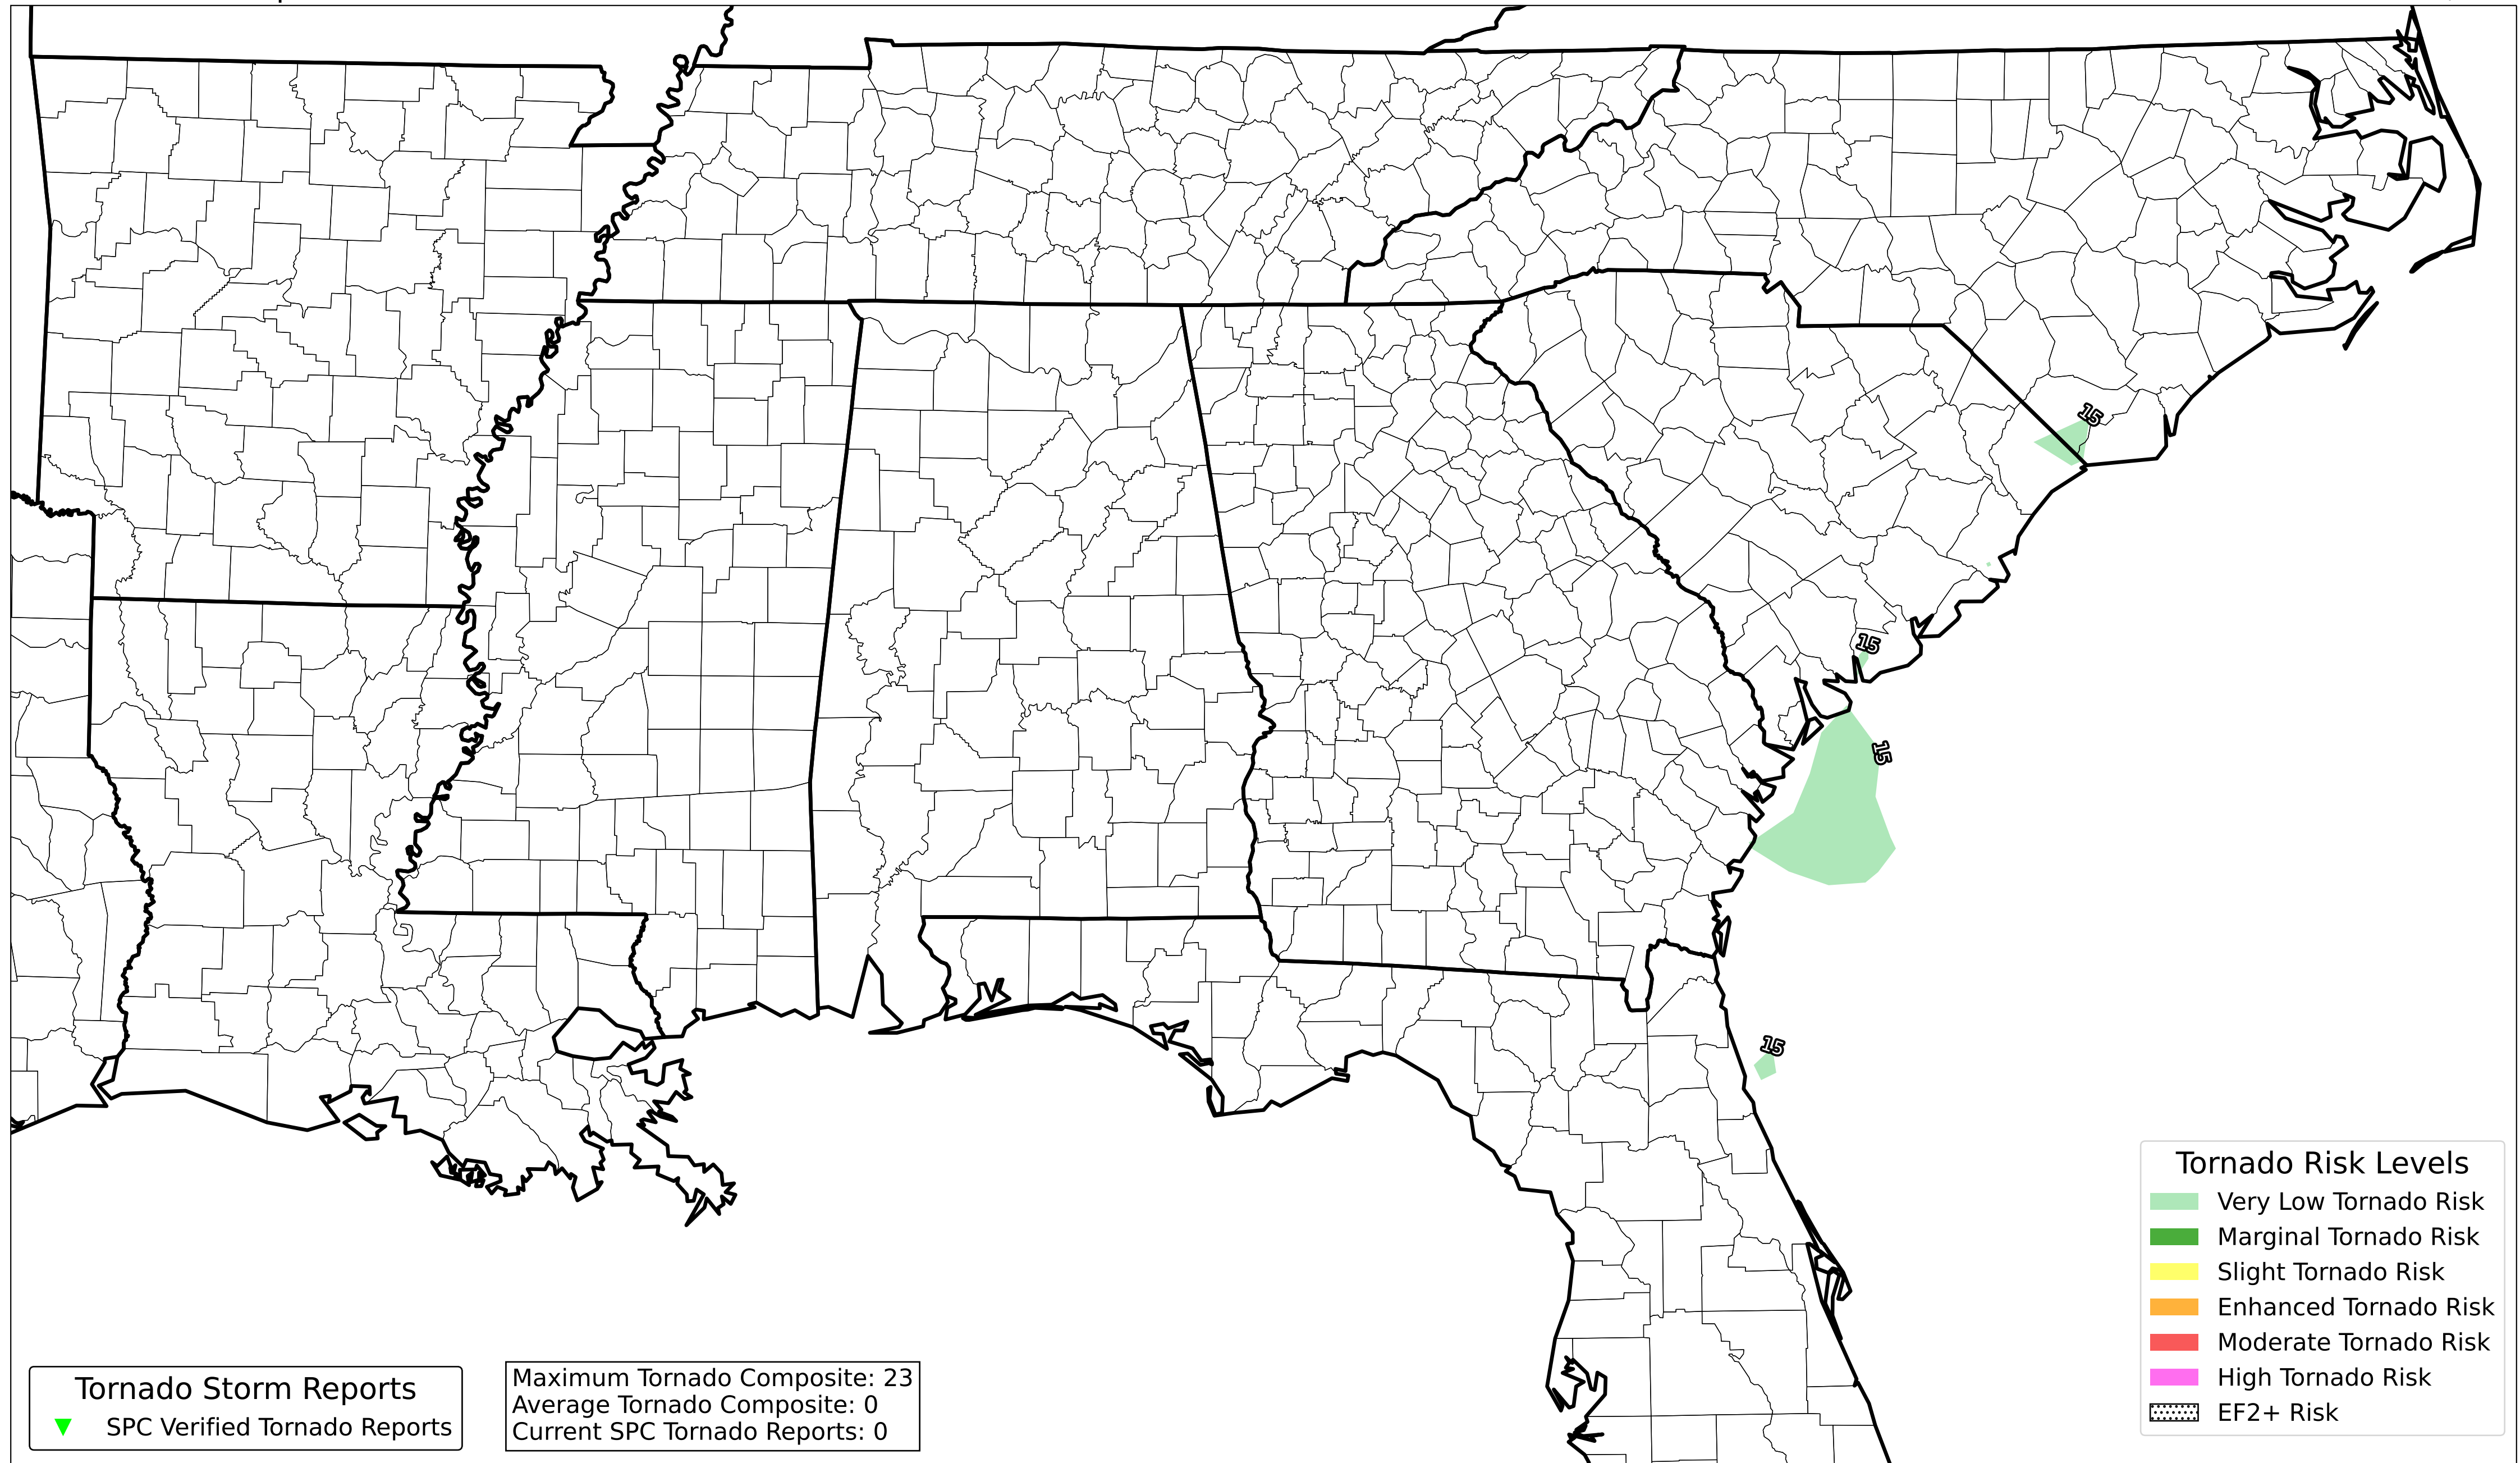 15
15
15
15
Tornado Risk Levels
Very Low Tornado Risk
Marginal Tornado Risk
Slight Tornado Risk
Enhanced Tornado Risk
Moderate Tornado Risk
High Tornado Risk
EF2+ Risk
Tornado Storm Reports
SPC Verified Tornado Reports
Maximum Tornado Composite: 23
Average Tornado Composite: 0
Current SPC Tornado Reports: 0